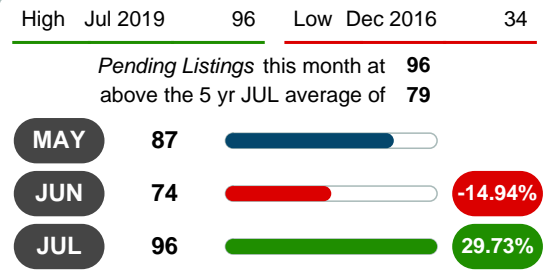 High Jul 2019 96 Low Dec 2016 34
Pending Listings this month at 96
above the 5 yr JUL average of 79
MAY 87
JUN 74 -14.94%
JUL 96 29.73%